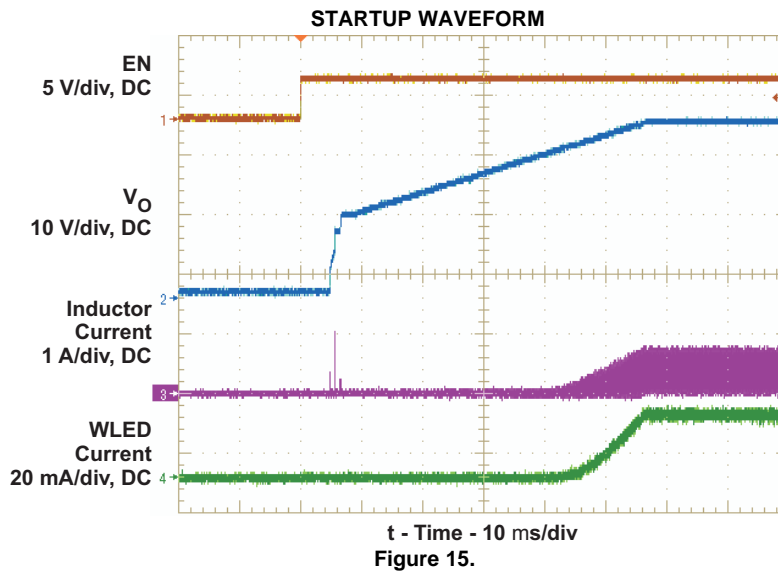 STARTUP WAVEFORM
EN
5 V/div, DC
1
VO
10 V/div, DC
2
Inductor
Current
1 A/div, DC
3
WLED
Current
20 mA/div, DC
4
t - Time - 10 ms/div
Figure 15.